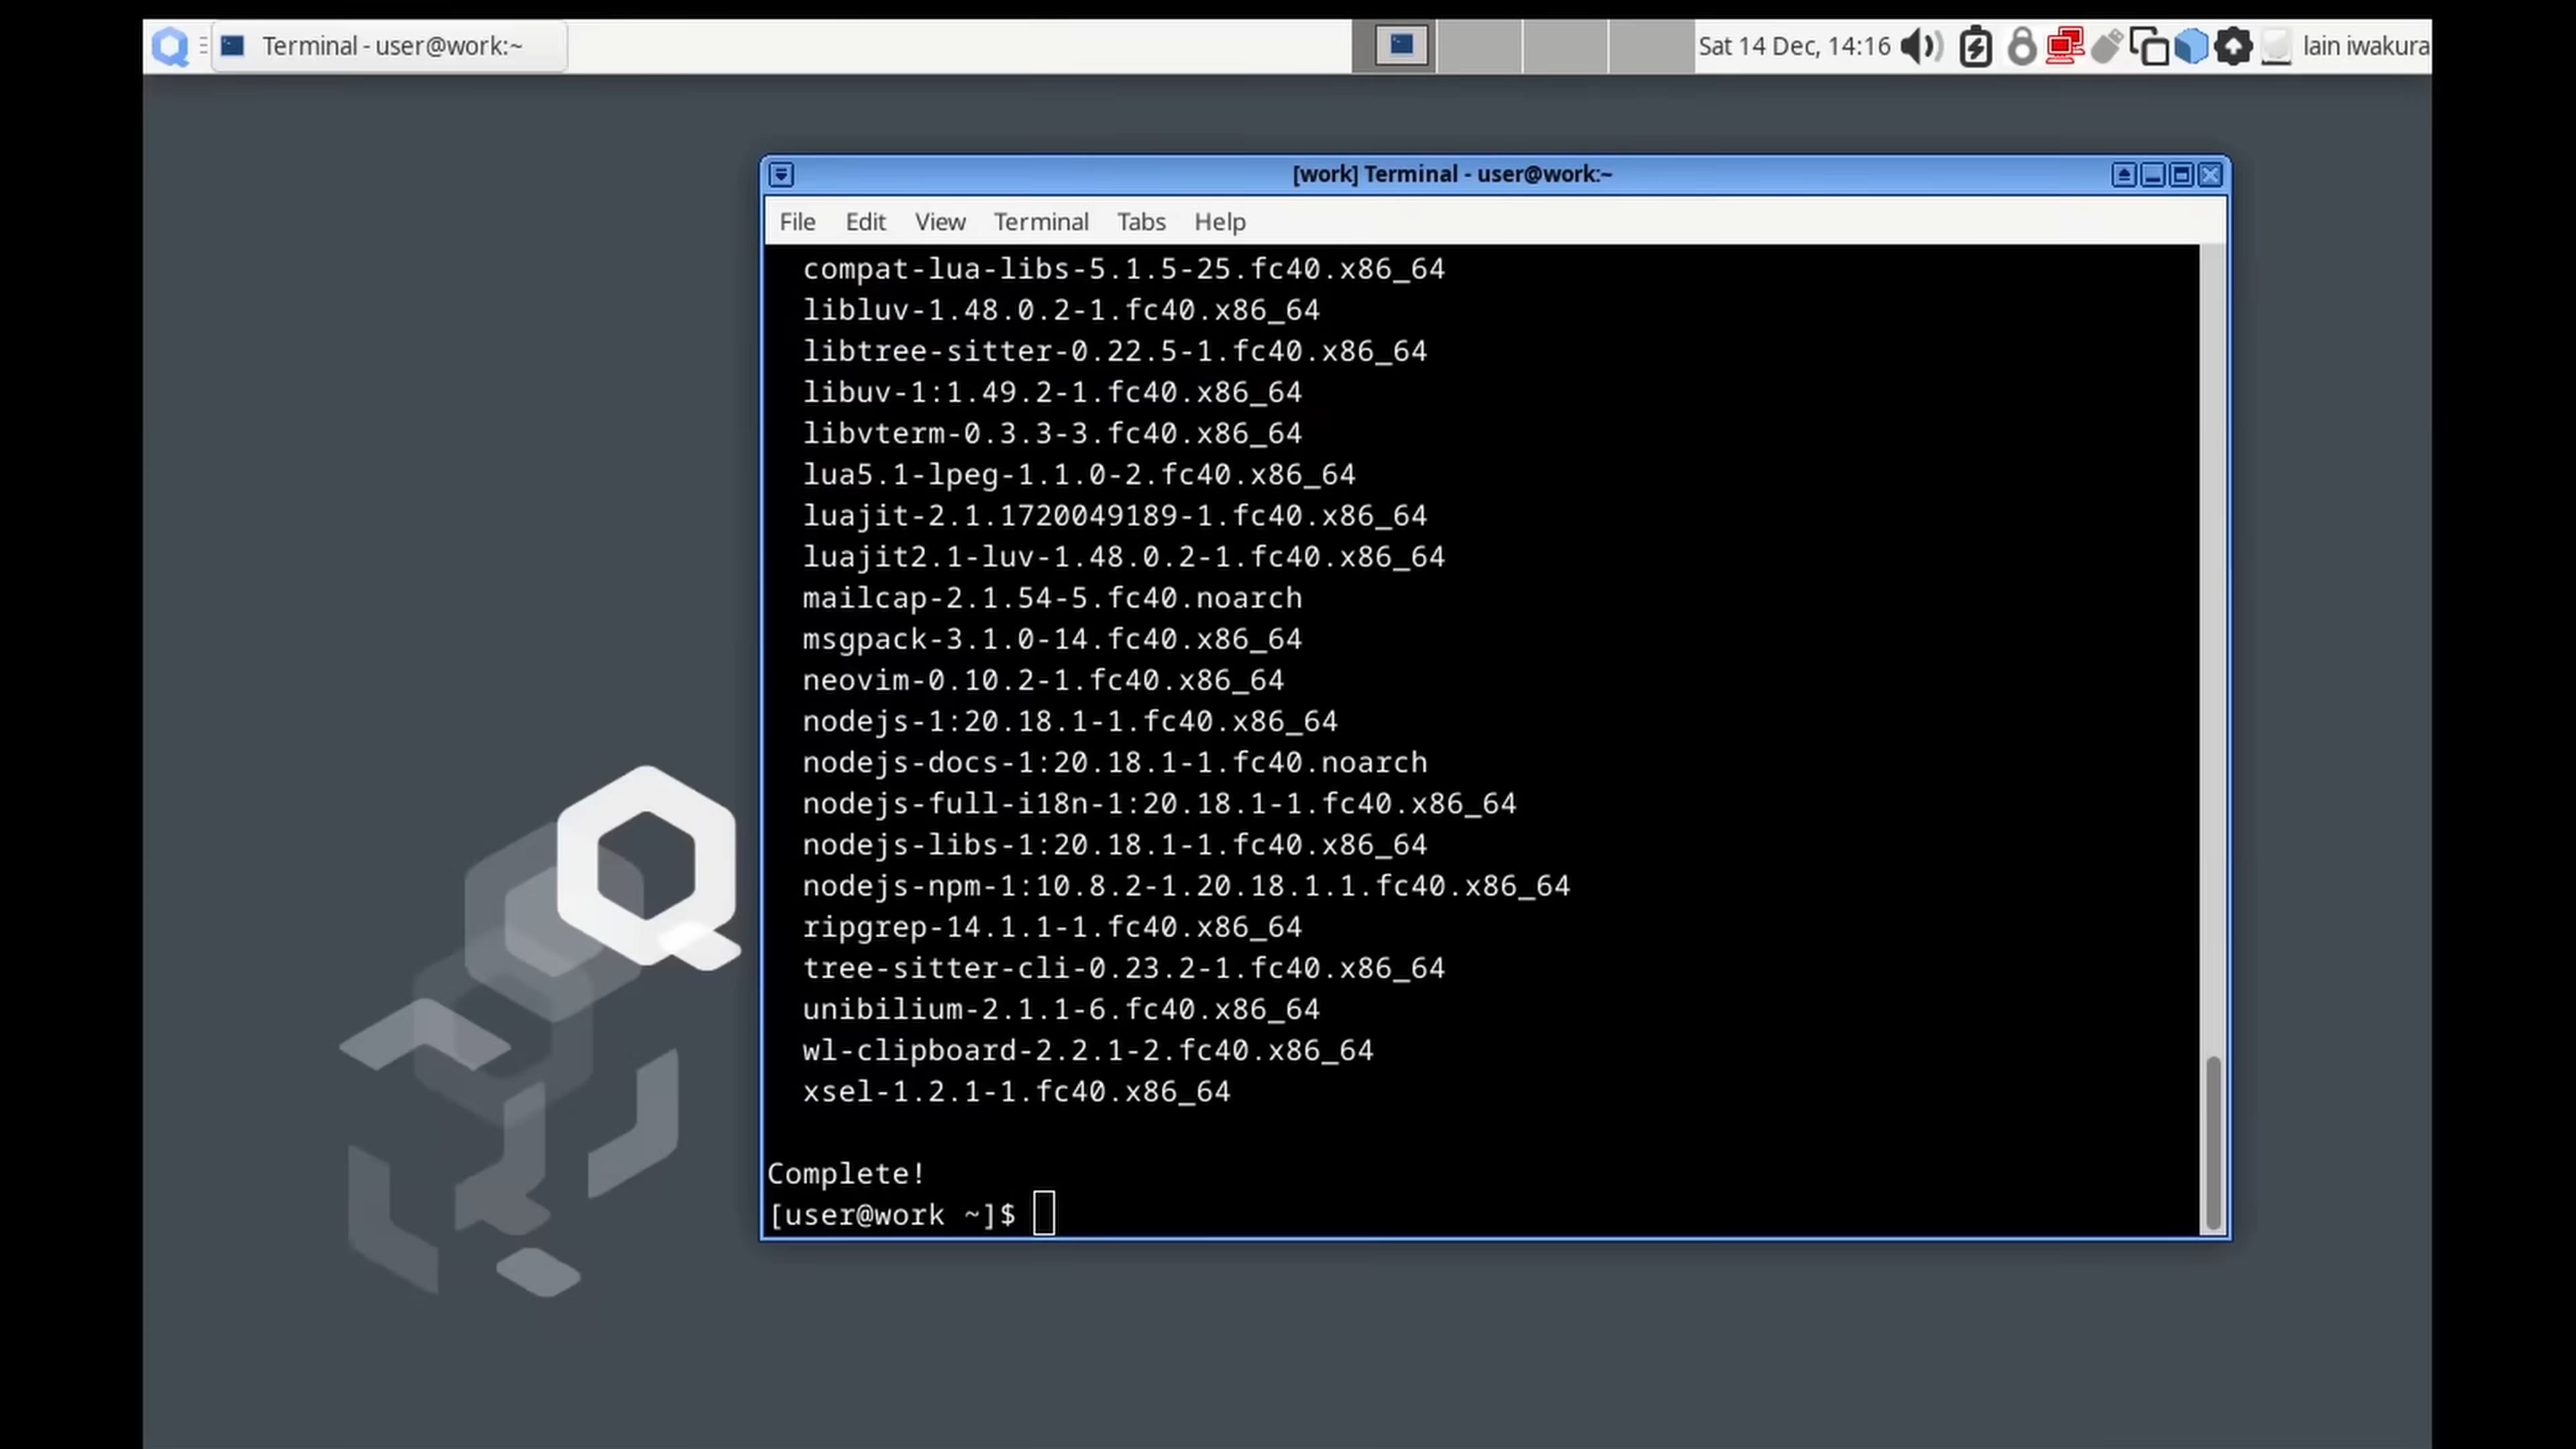 Terminal - user@work:~
Sat 14 Dec, 14:16
lain iwakura
[work] Terminal - user@work:~
File Edit View Terminal Tabs Help
compat-lua-libs-5.1.5-25.fc40.x86_64
libluv-1.48.0.2-1.fc40.x86_64
libtree-sitter-0.22.5-1.fc40.x86_64
libuv-1:1.49.2-1.fc40.x86_64
libvterm-0.3.3-3.fc40.x86_64
lua5.1-lpeg-1.1.0-2.fc40.x86_64
luajit-2.1.1720049189-1.fc40.x86_64
luajit2.1-luv-1.48.0.2-1.fc40.x86_64
mailcap-2.1.54-5.fc40.noarch
msgpack-3.1.0-14.fc40.x86_64
neovim-0.10.2-1.fc40.x86_64
nodejs-1:20.18.1-1.fc40.x86_64
nodejs-docs-1:20.18.1-1.fc40.noarch
nodejs-full-i18n-1:20.18.1-1.fc40.x86_64
nodejs-libs-1:20.18.1-1.fc40.x86_64
nodejs-npm-1:10.8.2-1.20.18.1.1.fc40.x86_64
ripgrep-14.1.1-1.fc40.x86_64
tree-sitter-cli-0.23.2-1.fc40.x86_64
unibilium-2.1.1-6.fc40.x86_64
wl-clipboard-2.2.1-2.fc40.x86_64
xsel-1.2.1-1.fc40.x86_64
Complete!
[user@work ~]$